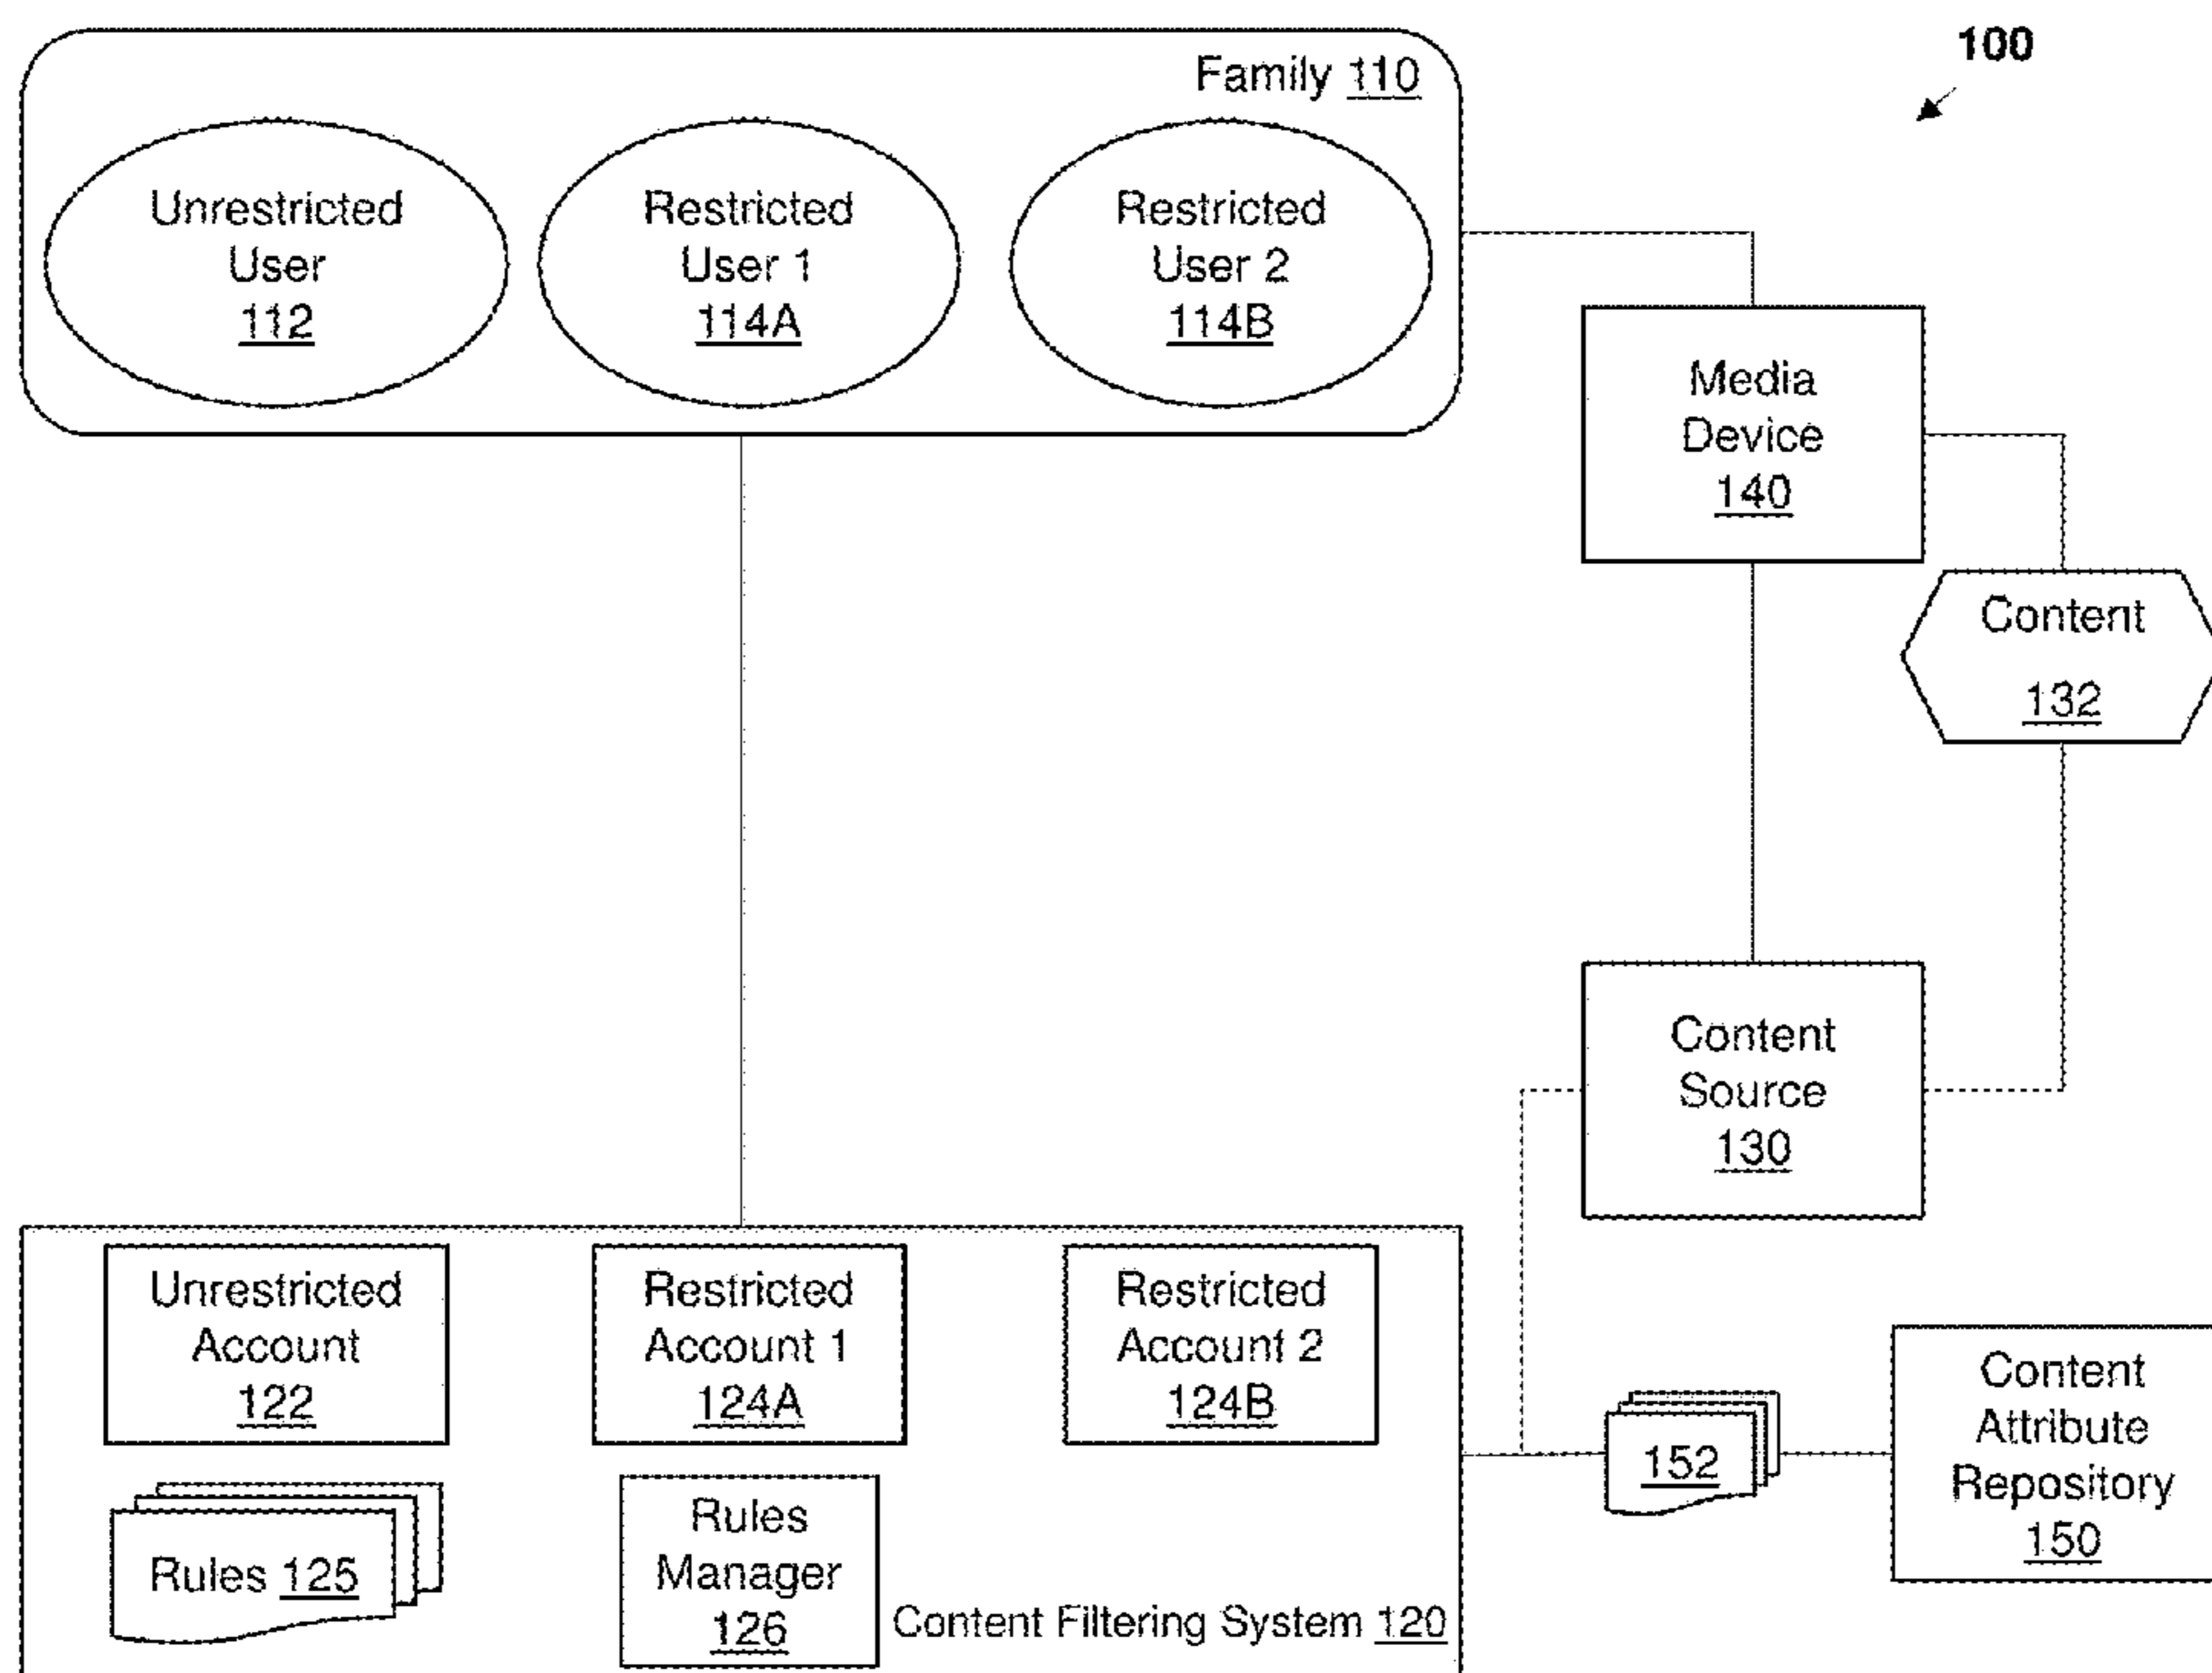 100
Family 110
Unrestricted
User
112
Restricted
User 1
114A
Restricted
User 2
114B
Media
Device
140
Content
132
Content
Source
130
Unrestricted
Account
122
Restricted
Account 1
124A
Restricted
Account 2
124B
Rules 125
Rules
Manager
126
Content Filtering System 120
152
Content
Attribute
Repository
150